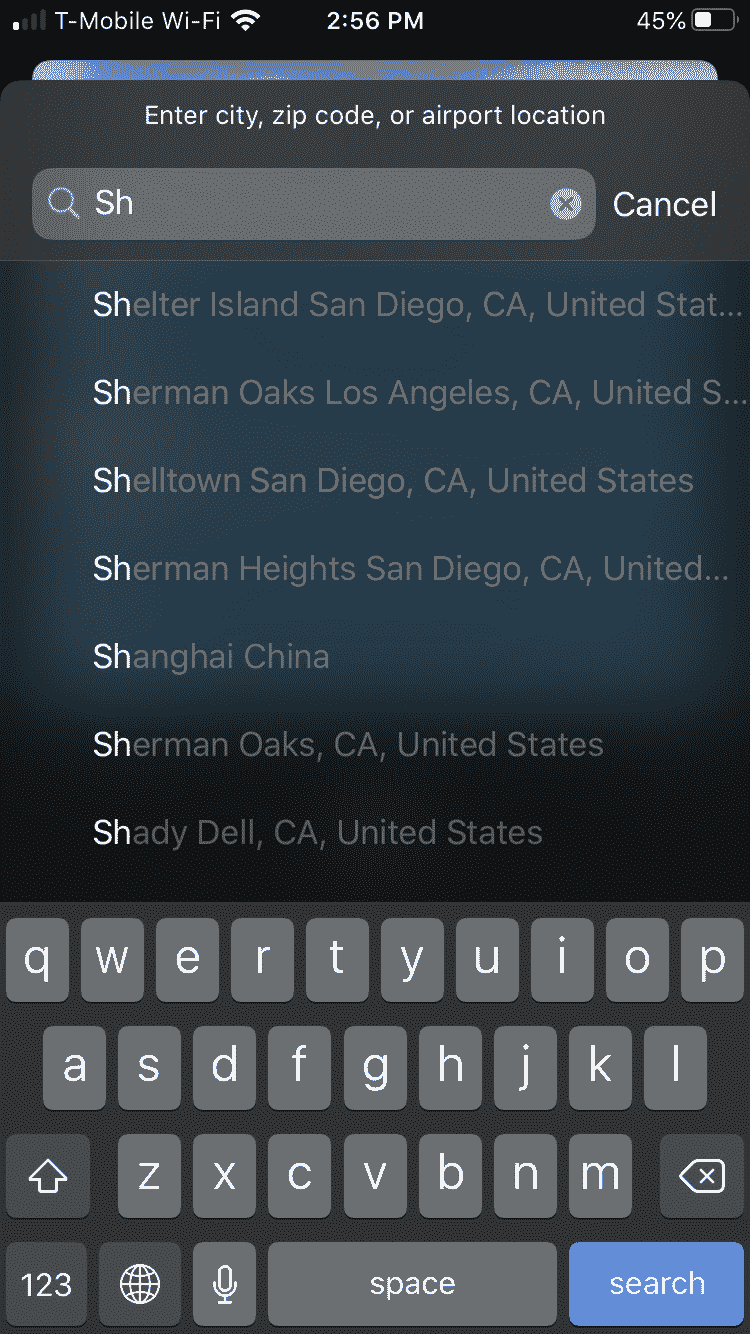 T-Mobile Wi-Fi 2:56 PM 45%
Enter city, zip code, or airport location
Sh Cancel
Shelter Island San Diego, CA, United Stat...
Sherman Oaks Los Angeles, CA, United S...
Shelltown San Diego, CA, United States
Sherman Heights San Diego, CA, United...
Shanghai China
Sherman Oaks, CA, United States
Shady Dell, CA, United States
q w e r t y u i o p
a s d f g h j k l
z x c v b n m
123 space search